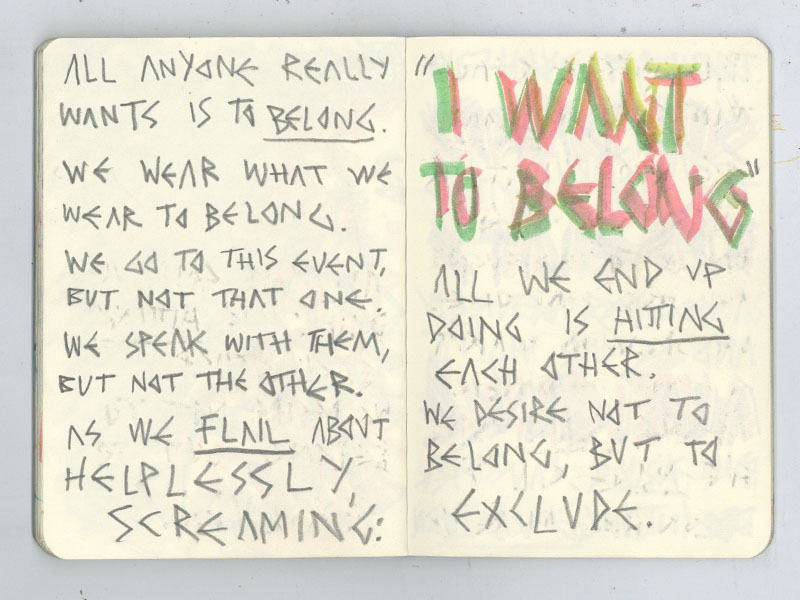 ALL ANYONE REALLY
WANTS IS TO BELONG.
WE WEAR WHAT WE
WEAR TO BELONG.
WE GO TO THIS EVENT,
BUT NOT THAT ONE.
WE SPEAK WITH THEM,
BUT NOT THE OTHER.
AS WE FLAIL ABOUT
HELPLESSLY,
SCREAMING:
"I WANT
TO BELONG"
ALL WE END UP
DOING IS HITTING
EACH OTHER.
WE DESIRE NOT TO
BELONG, BUT TO
EXCLUDE.